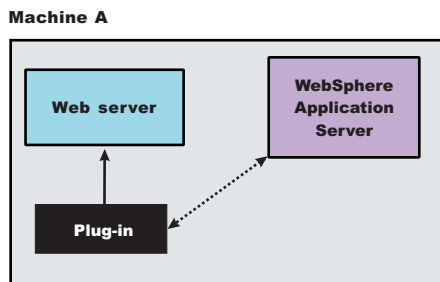 Machine A
Web server
WebSphere
Application
Server
Plug-in